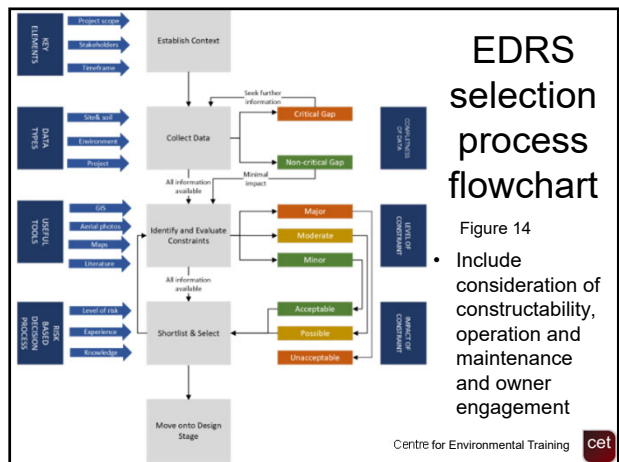 KEY
ELEMENTS
Project scope
Stakeholders
Timeframe
Establish Context
DATA
TYPES
Site& soil
Environment
Project
Collect Data
Seek further
information
Critical Gap
Non-critical Gap
Minimal
impact
COMPLETNESS
OF DATA
All information
available
USEFUL
TOOLS
GIS
Aerial photos
Maps
Literature
Identify and Evaluate
Constraints
Major
Moderate
Minor
LEVEL OF
CONSTRAINT
All information
available
RISK
BASED
DECISION
PROCESS
Level of risk
Experience
Knowledge
Shortlist & Select
Acceptable
Possible
Unacceptable
IMPACT OF
CONSTRAINT
Move onto Design
Stage
EDRS
selection
process
flowchart
Figure 14
• Include
consideration of
constructability,
operation and
maintenance
and owner
engagement
Centre for Environmental Training
cet